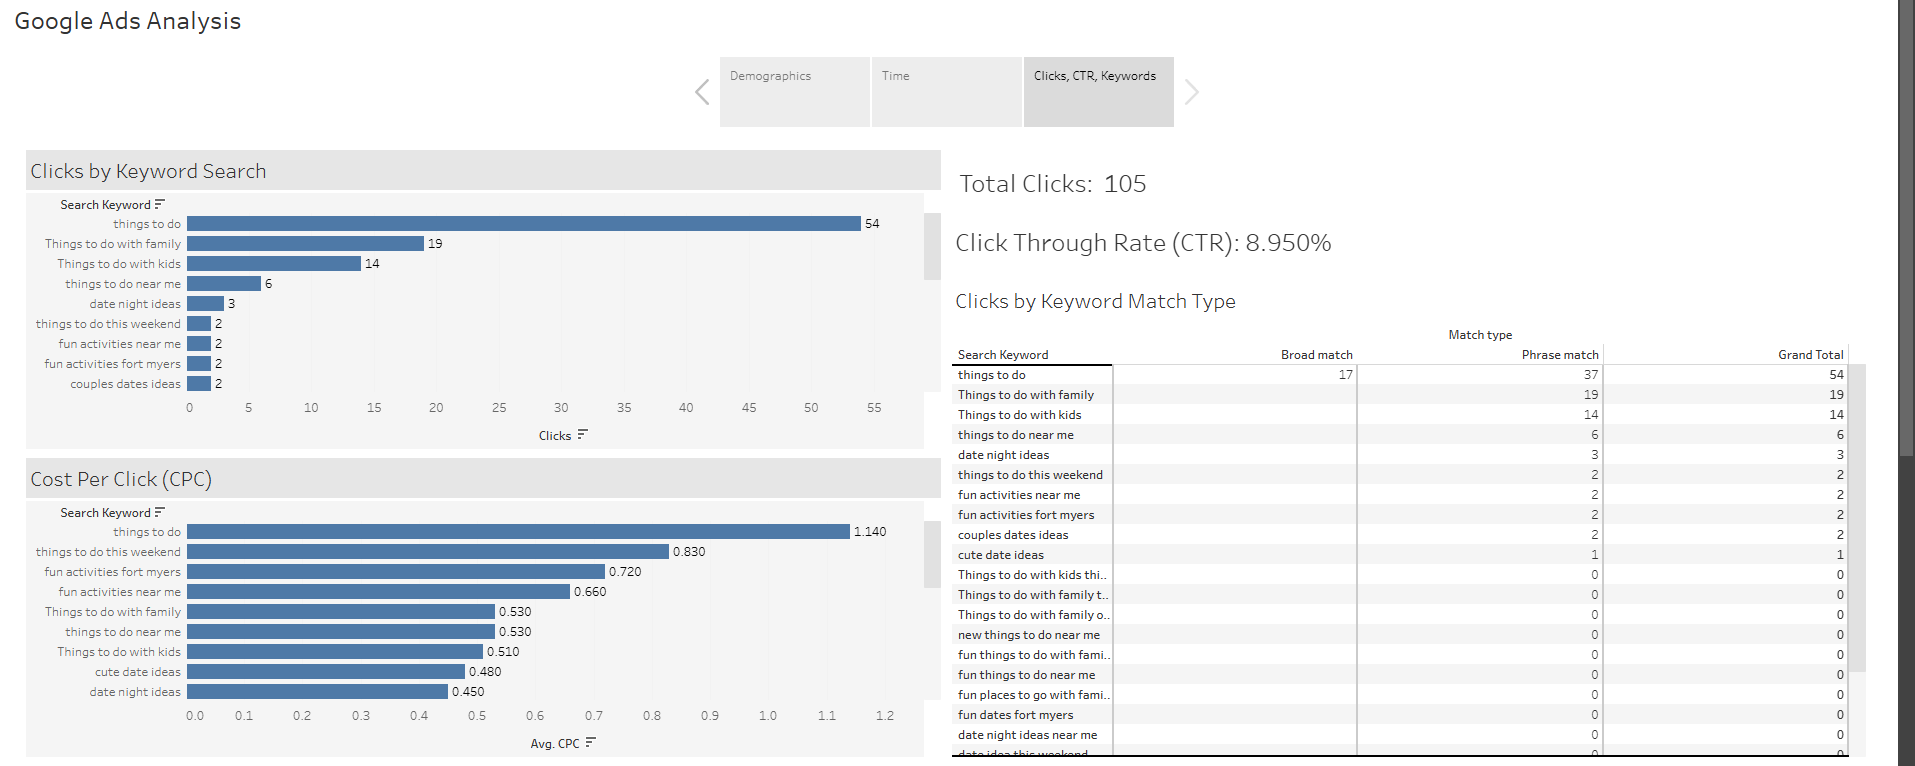 Google Ads Analysis
Demographics
Time
Clicks, CTR, Keywords
Clicks by Keyword Search
Search Keyword
things to do 54
Things to do with family 19
Things to do with kids 14
things to do near me 6
date night ideas 3
things to do this weekend 2
fun activities near me 2
fun activities fort myers 2
couples dates ideas 2
0 5 10 15 20 25 30 35 40 45 50 55
Clicks
Cost Per Click (CPC)
Search Keyword
things to do 1.140
things to do this weekend 0.830
fun activities fort myers 0.720
fun activities near me 0.660
Things to do with family 0.530
things to do near me 0.530
Things to do with kids 0.510
cute date ideas 0.480
date night ideas 0.450
0.0 0.1 0.2 0.3 0.4 0.5 0.6 0.7 0.8 0.9 1.0 1.1 1.2
Avg. CPC
Total Clicks: 105
Click Through Rate (CTR): 8.950%
Clicks by Keyword Match Type
Match type
Search Keyword Broad match Phrase match Grand Total
things to do 17 37 54
Things to do with family 19 19
Things to do with kids 14 14
things to do near me 6 6
date night ideas 3 3
things to do this weekend 2 2
fun activities near me 2 2
fun activities fort myers 2 2
couples dates ideas 2 2
cute date ideas 1 1
Things to do with kids thi.. 0 0
Things to do with family t.. 0 0
Things to do with family o.. 0 0
new things to do near me 0 0
fun things to do with fami.. 0 0
fun things to do near me 0 0
fun places to go with fami.. 0 0
fun dates fort myers 0 0
date night ideas near me 0 0
date idea this weekend 0 0